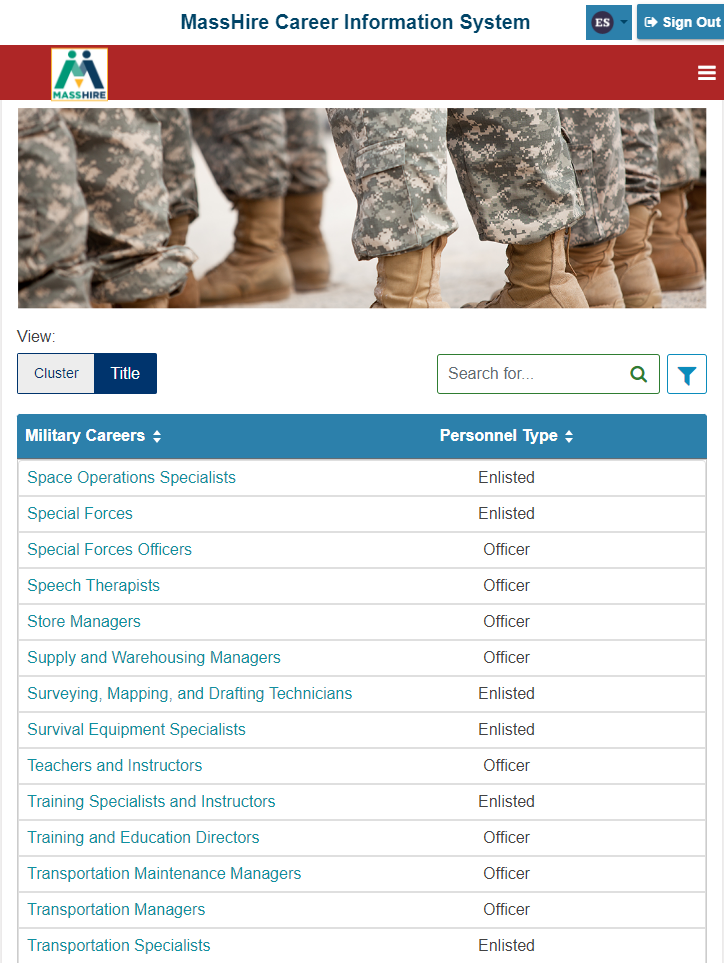 MassHire Career Information System
ES
Sign Out
MASSHIRE
View:
Cluster
Title
Search for...
Military Careers
Personnel Type
Space Operations Specialists Enlisted
Special Forces Enlisted
Special Forces Officers Officer
Speech Therapists Officer
Store Managers Officer
Supply and Warehousing Managers Officer
Surveying, Mapping, and Drafting Technicians Enlisted
Survival Equipment Specialists Enlisted
Teachers and Instructors Officer
Training Specialists and Instructors Enlisted
Training and Education Directors Officer
Transportation Maintenance Managers Officer
Transportation Managers Officer
Transportation Specialists Enlisted